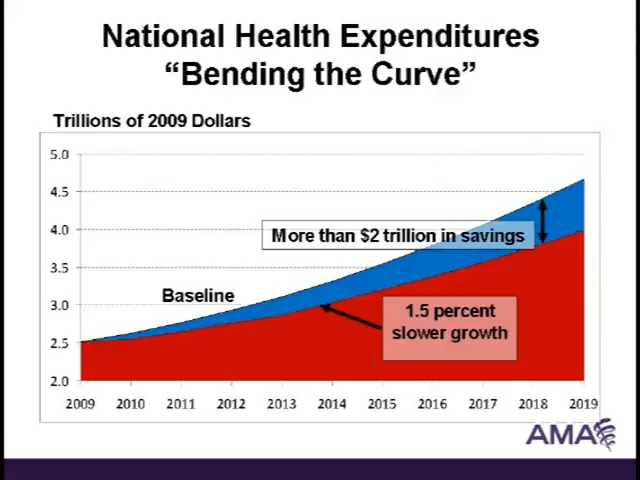 National Health Expenditures
“Bending the Curve”
Trillions of 2009 Dollars
5.0
4.5
4.0
3.5
3.0
2.5
2.0
More than $2 trillion in savings
Baseline
1.5 percent
slower growth
2009 2010 2011 2012 2013 2014 2015 2016 2017 2018 2019
AMA